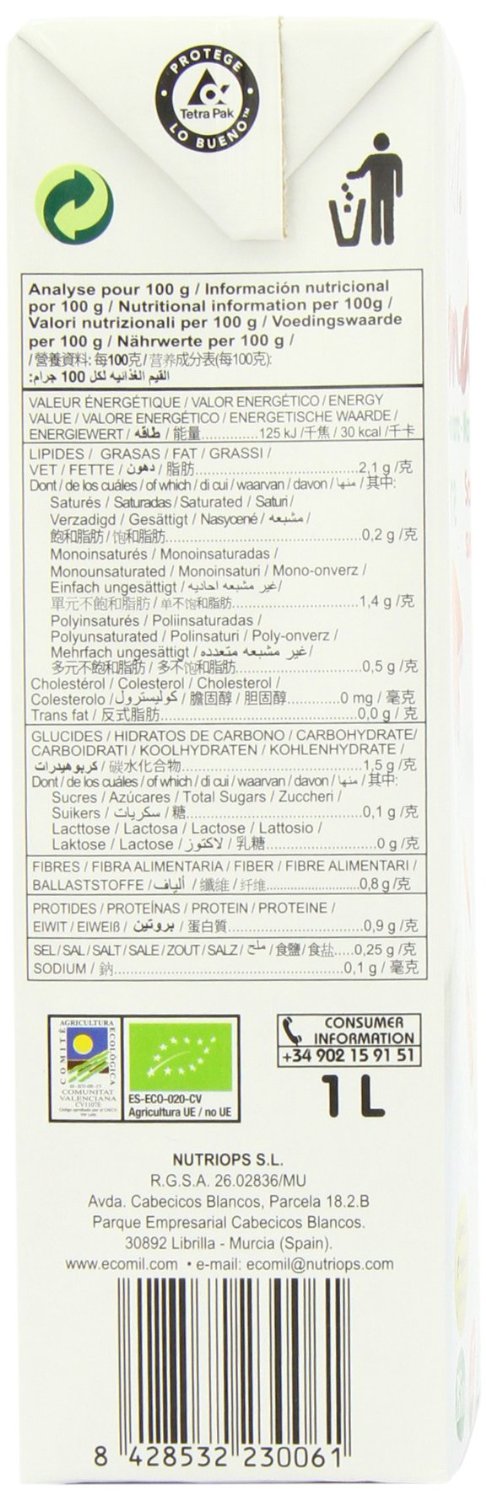 PROTEGE
Tetra Pak
LO BUENO™
Analyse pour 100 g / Información nutricional
por 100 g / Nutritional information per 100g /
Valori nutrizionali per 100 g / Voedingswaarde
per 100 g / Nährwerte per 100 g /
/ 營養資料: 每100克/ 营养成分表(每100克):
القيم الغذائيه لكل 100 جرام:
VALEUR ÉNERGÉTIQUE / VALOR ENERGÉTICO / ENERGY
VALUE / VALORE ENERGÉTICO / ENERGETISCHE WAARDE /
ENERGIEWERT / طاقه / 能量..............125 kJ /千焦 / 30 kcal /千卡
LIPIDES / GRASAS / FAT / GRASSI /
VET / FETTE / دهون / 脂肪..............2,1 g /克
Dont / de los cuáles / of which / di cui / waarvan / davon / منها / 其中:
Saturés / Saturadas / Saturated / Saturi /
Verzadigd / Gesättigt / Nasycené / مشبعه /
飽和脂肪 / 饱和脂肪..............0,2 g /克
Monoinsaturés / Monoinsaturadas /
Monounsaturated / Monoinsaturi / Mono-onverz /
Einfach ungesättigt / غير مشبعه احاديه /
單元不飽和脂肪 / 单不饱和脂肪..............1,4 g /克
Polyinsaturés / Poliinsaturadas /
Polyunsaturated / Polinsaturi / Poly-onverz /
Mehrfach ungesättigt / غير مشبعه متعدده /
多元不飽和脂肪 / 多不饱和脂肪..............0,5 g /克
Cholestérol / Colesterol / Cholesterol /
Colesterolo / كوليسترول / 膽固醇 / 胆固醇..............0 mg / 毫克
Trans fat / 反式脂肪..............0,0 g / 克
GLUCIDES / HIDRATOS DE CARBONO / CARBOHYDRATE/
CARBOIDRATI / KOOLHYDRATEN / KOHLENHYDRATE /
كربوهيدرات / 碳水化合物..............1,5 g /克
Dont / de los cuáles / of which / di cui / waarvan / davon / منها / 其中:
Sucres / Azúcares / Total Sugars / Zuccheri /
Suikers / سكريات / 糖..............0,1 g /克
Lacttose / Lactosa / Lactose / Lattosio /
Laktose / Lactose / لاكتوز / 乳糖..............0 g /克
FIBRES / FIBRA ALIMENTARIA / FIBER / FIBRE ALIMENTARI /
BALLASTSTOFFE / ألياف / 纖維 / 纤维..............0,8 g /克
PROTIDES / PROTEÍNAS / PROTEIN / PROTEINE /
EIWIT / EIWEIß / بروتين / 蛋白質..............0,9 g /克
SEL / SAL / SALT / SALE / ZOUT / SALZ / ملح / 食鹽 / 食盐.....0,25 g /克
SODIUM / 鈉..............0,1 g / 毫克
AGRICULTURA
ECOLÓGICA
COMITÉ
COMUNITAT
VALENCIANA
ES-ECO-020-CV
Agricultura UE / no UE
CONSUMER
INFORMATION
+34 902 15 91 51
1 L
NUTRIOPS S.L.
R.G.S.A. 26.02836/MU
Avda. Cabecicos Blancos, Parcela 18.2.B
Parque Empresarial Cabecicos Blancos.
30892 Librilla - Murcia (Spain).
www.ecomil.com • e-mail: ecomil@nutriops.com
8 428532 230061